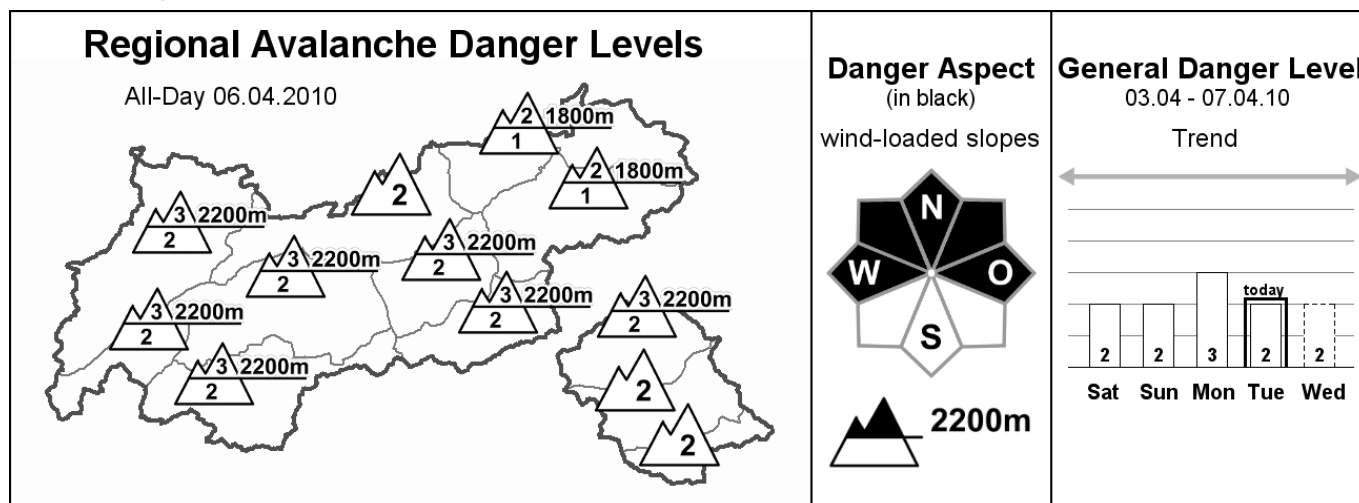 Regional Avalanche Danger Levels
All-Day 06.04.2010
2 1800m
1
2 1800m
1
2
3 2200m
2
3 2200m
2
3 2200m
2
3 2200m
2
3 2200m
2
3 2200m
2
3 2200m
2
2
2
Danger Aspect
(in black)
wind-loaded slopes
N
W O
S
2200m
General Danger Level
03.04 - 07.04.10
Trend
today
2 2 3 2 2
Sat Sun Mon Tue Wed